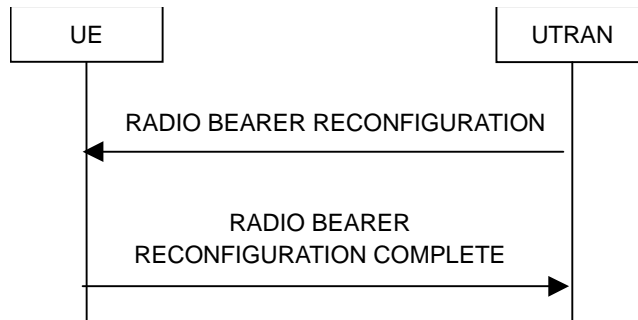 UE
UTRAN
RADIO BEARER RECONFIGURATION
RADIO BEARER
RECONFIGURATION COMPLETE